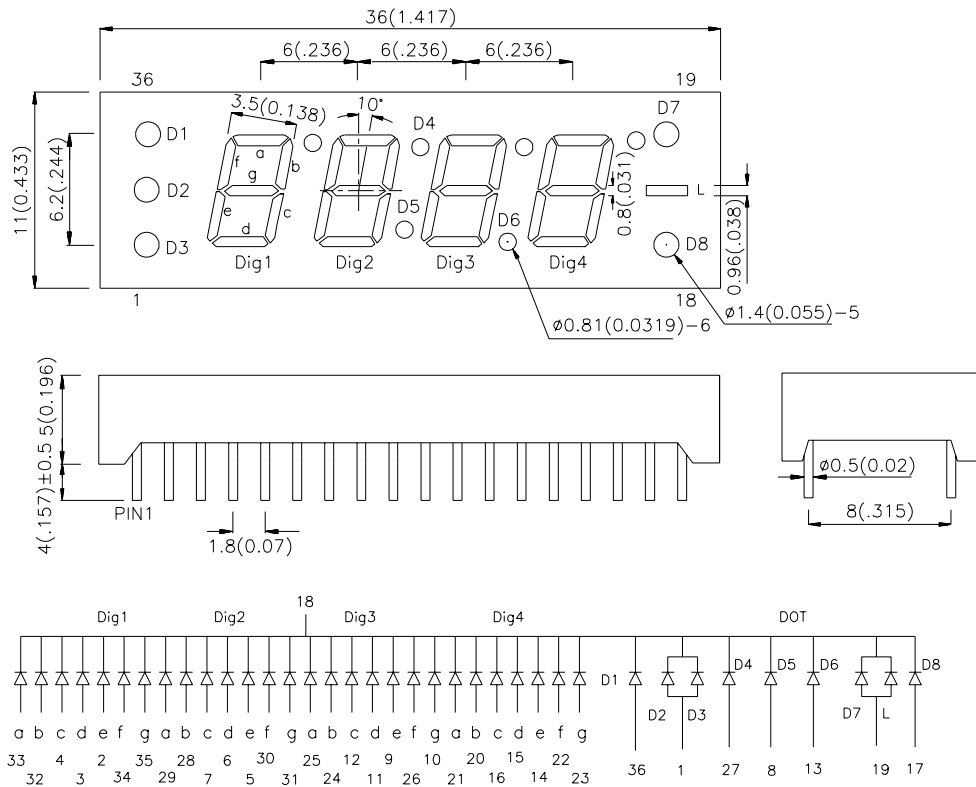 36(1.417)
6(.236) 6(.236) 6(.236)
36 19
3.5(0.138) 10° D7
D1 D4
a
f b
g
D2 L
e c
d
D5 D6
D3 D8
Dig1 Dig2 Dig3 Dig4
11(0.433)
6.2(.244)
0.8(.031)
0.96(.038)
1 18
ø0.81(0.0319)-6
ø1.4(0.055)-5
4(.157)±0.5 5(0.196)
PIN1
1.8(0.07)
ø0.5(0.02)
8(.315)
Dig1 Dig2 18 Dig3 Dig4 DOT
D1 D4 D5 D6 D8
D2 D3 D7 L
a b c d e f g a b c d e f g a b c d e f g a b c d e f g
33 4 2 35 28 6 30 25 12 9 10 20 15 22
32 3 34 29 7 5 31 24 11 26 21 16 14 23
36 1 27 8 13 19 17